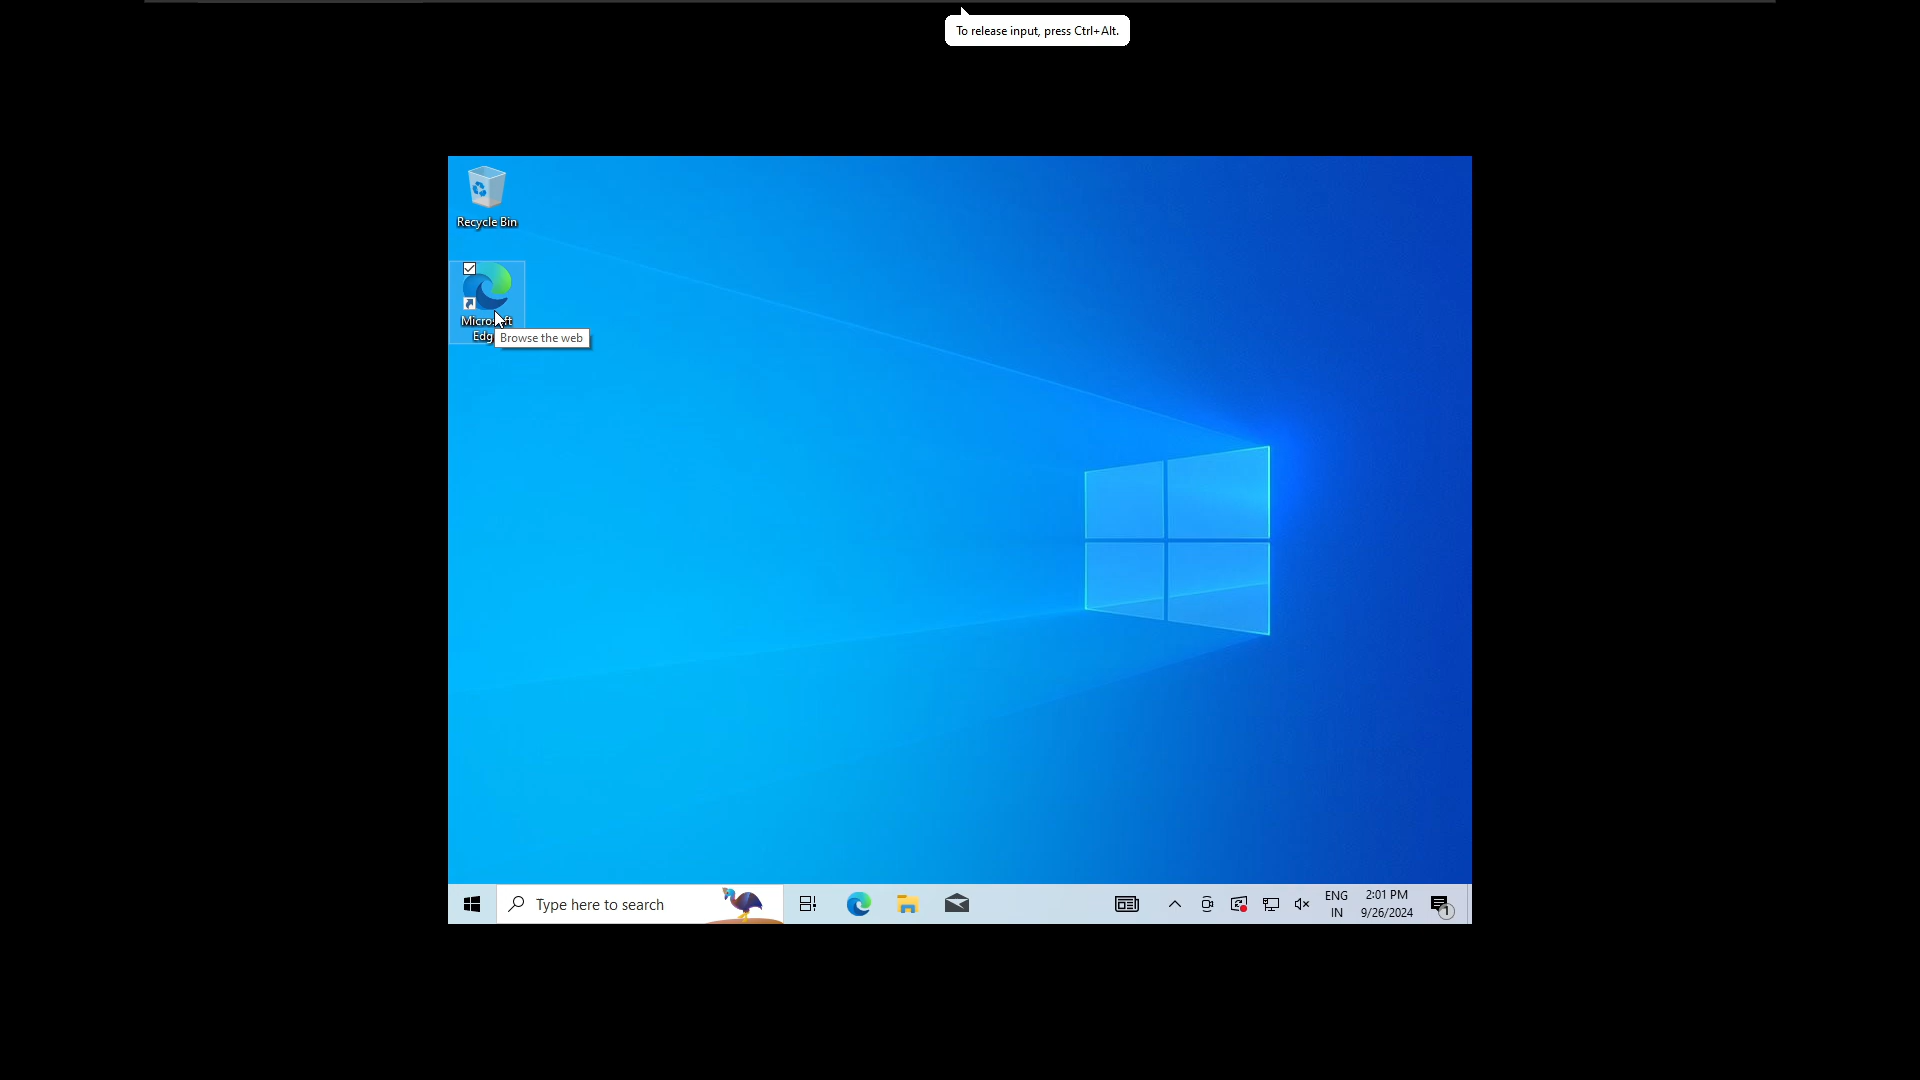 To release input, press Ctrl+Alt.
Recycle Bin
Browse the web
Type here to search
ENG
IN
2:01 PM
9/26/2024
1